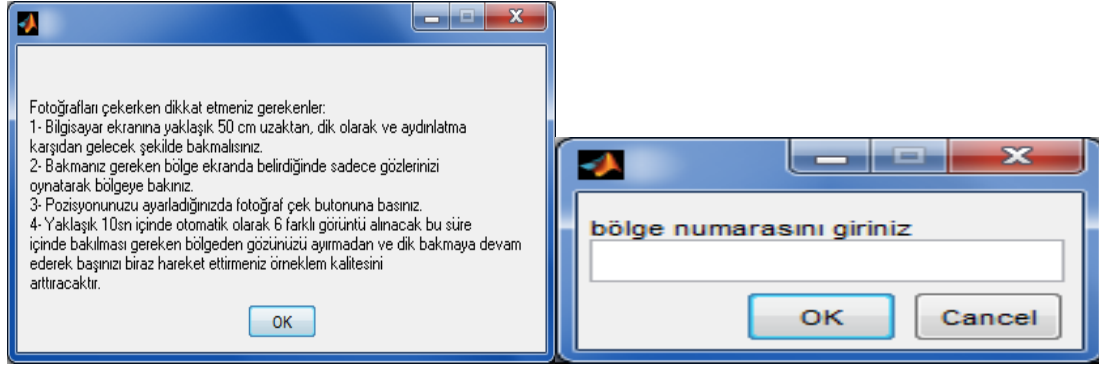 Fotoğrafları çekerken dikkat etmeniz gerekenler:
1- Bilgisayar ekranına yaklaşık 50 cm uzaktan, dik olarak ve aydınlatma
karşıdan gelecek şekilde bakmalısınız.
2- Bakmanız gereken bölge ekranda belirdiğinde sadece gözlerinizi
oynatarak bölgeye bakınız.
3- Pozisyonunuzu ayarladığınızda fotoğraf çek butonuna basınız.
4- Yaklaşık 10sn içinde otomatik olarak 6 farklı görüntü alınacak bu süre
içinde bakılması gereken bölgeden gözünüzü ayırmadan ve dik bakmaya devam
ederek başınızı biraz hareket ettirmeniz örneklem kalitesini
arttıracaktır.
OK
bölge numarasını giriniz
OK
Cancel